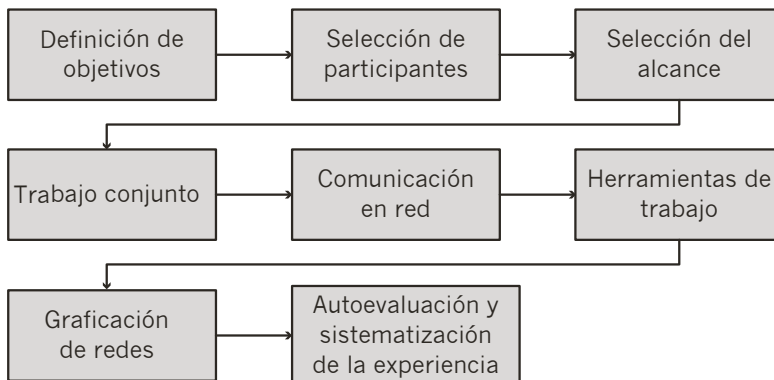 Definición de
objetivos
Selección de
participantes
Selección del
alcance
Trabajo conjunto
Comunicación
en red
Herramientas de
trabajo
Graficación
de redes
Autoevaluación y
sistematización
de la experiencia